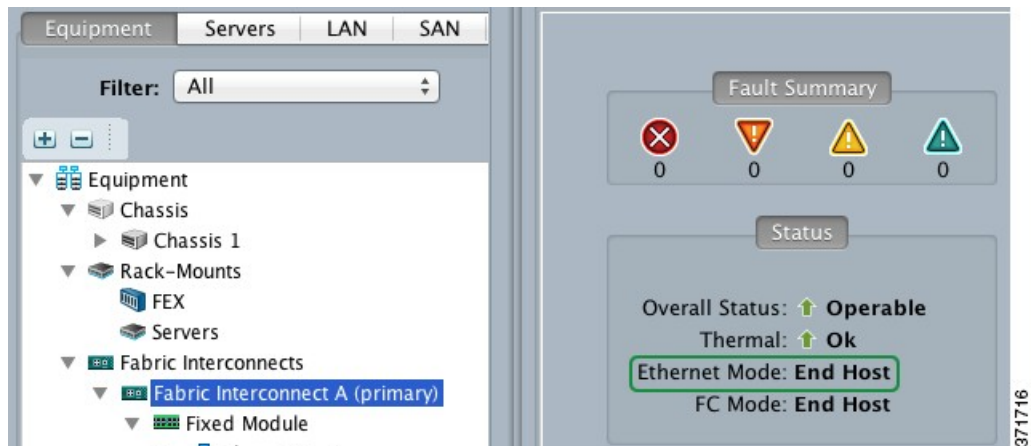 Equipment Servers LAN SAN
Filter: All
Equipment
Chassis
Chassis 1
Rack-Mounts
FEX
Servers
Fabric Interconnects
Fabric Interconnect A (primary)
Fixed Module
Fault Summary
0 0 0 0
Status
Overall Status: Operable
Thermal: Ok
Ethernet Mode: End Host
FC Mode: End Host
371716